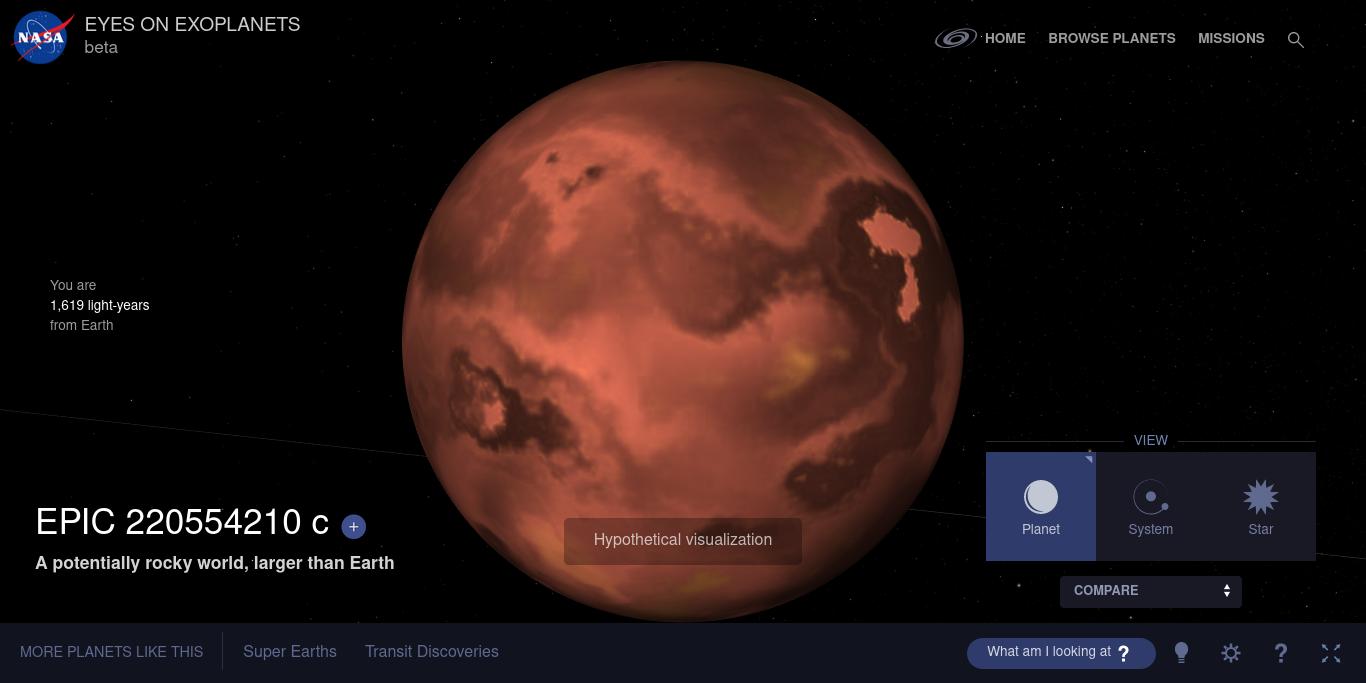 NASA
EYES ON EXOPLANETS
beta
HOME
BROWSE PLANETS
MISSIONS
You are
1,619 light-years
from Earth
VIEW
Planet
System
Star
EPIC 220554210 c +
A potentially rocky world, larger than Earth
Hypothetical visualization
COMPARE
MORE PLANETS LIKE THIS
Super Earths
Transit Discoveries
What am I looking at ?
?